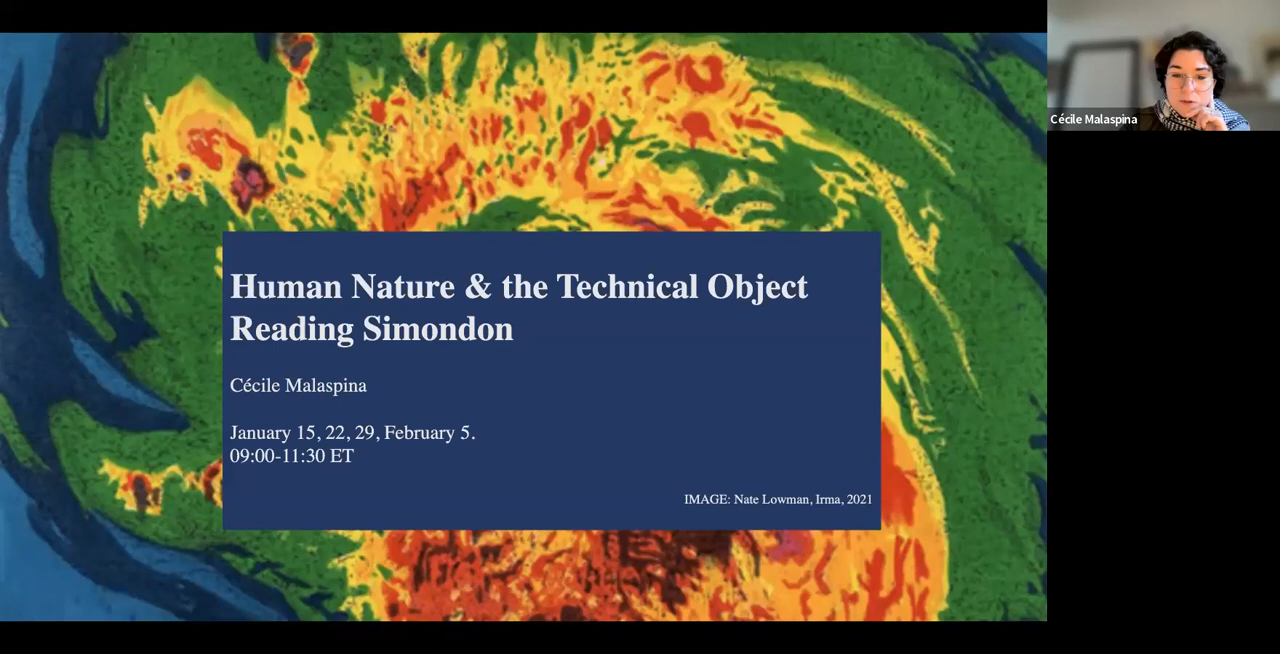 Human Nature & the Technical Object
Reading Simondon
Cécile Malaspina
January 15, 22, 29, February 5.
09:00-11:30 ET
IMAGE: Nate Lowman, Irma, 2021
Cécile Malaspina